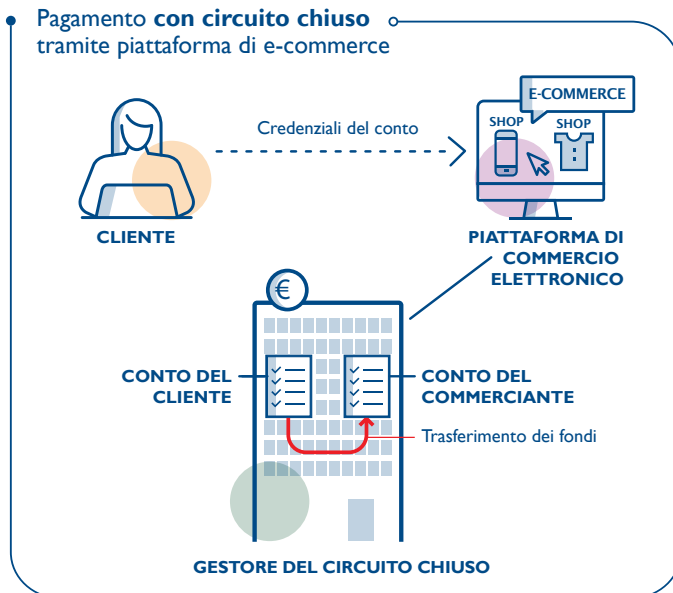 Pagamento con circuito chiuso
tramite piattaforma di e-commerce
E-COMMERCE
SHOP
SHOP
Credenziali del conto
CLIENTE
PIATTAFORMA DI
COMMERCIO
ELETTRONICO
€
CONTO DEL
CLIENTE
CONTO DEL
COMMERCIANTE
Trasferimento dei fondi
GESTORE DEL CIRCUITO CHIUSO